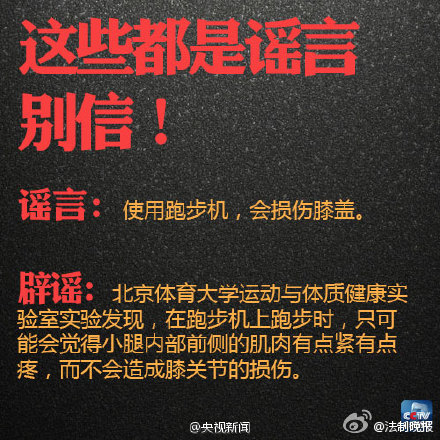 这些都是谣言
别信！
谣言：使用跑步机，会损伤膝盖。
辟谣：北京体育大学运动与体质健康实
验室实验发现，在跑步机上跑步时，只可
能会觉得小腿内部前侧的肌肉有点紧有点
疼，而不会造成膝关节的损伤。
CCTV
@央视新闻
@法制晚报